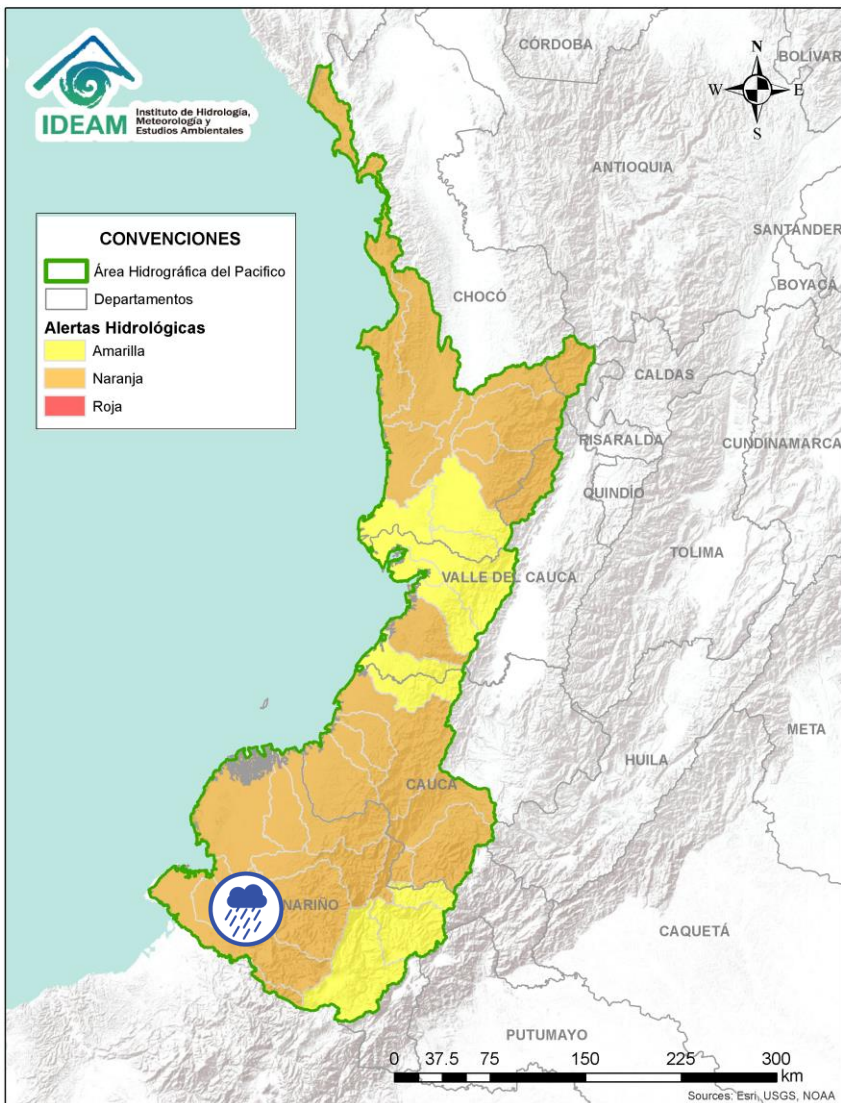 IDEAM
Instituto de Hidrología,
Meteorología y
Estudios Ambientales
CÓRDOBA
BOLÍVAR
N
W
E
S
ANTIOQUIA
SANTANDER
BOYACÁ
CONVENCIONES
Área Hidrográfica del Pacifico
Departamentos
Alertas Hidrológicas
Amarilla
Naranja
Roja
CHOCÓ
CALDAS
RISARALDA
CUNDINAMARCA
QUINDÍO
TOLIMA
VALLE DEL CAUCA
META
HUILA
CAUCA
NARIÑO
CAQUETÁ
PUTUMAYO
0 37.5 75 150 225 300
km
Sources: Esri, USGS, NOAA